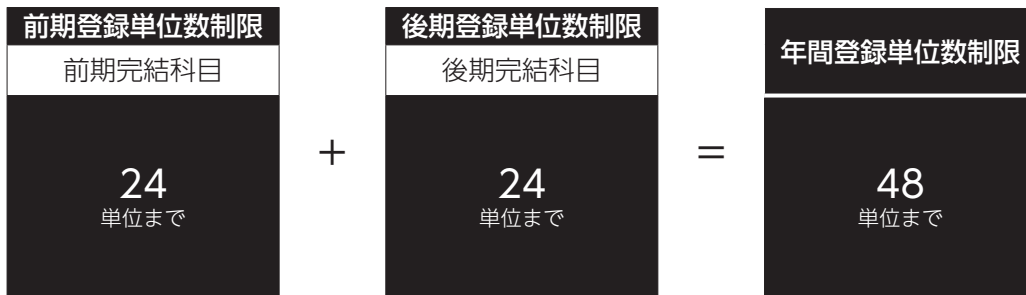 前期登録単位数制限
前期完結科目
24
単位まで
+
後期登録単位数制限
後期完結科目
24
単位まで
=
年間登録単位数制限
48
単位まで